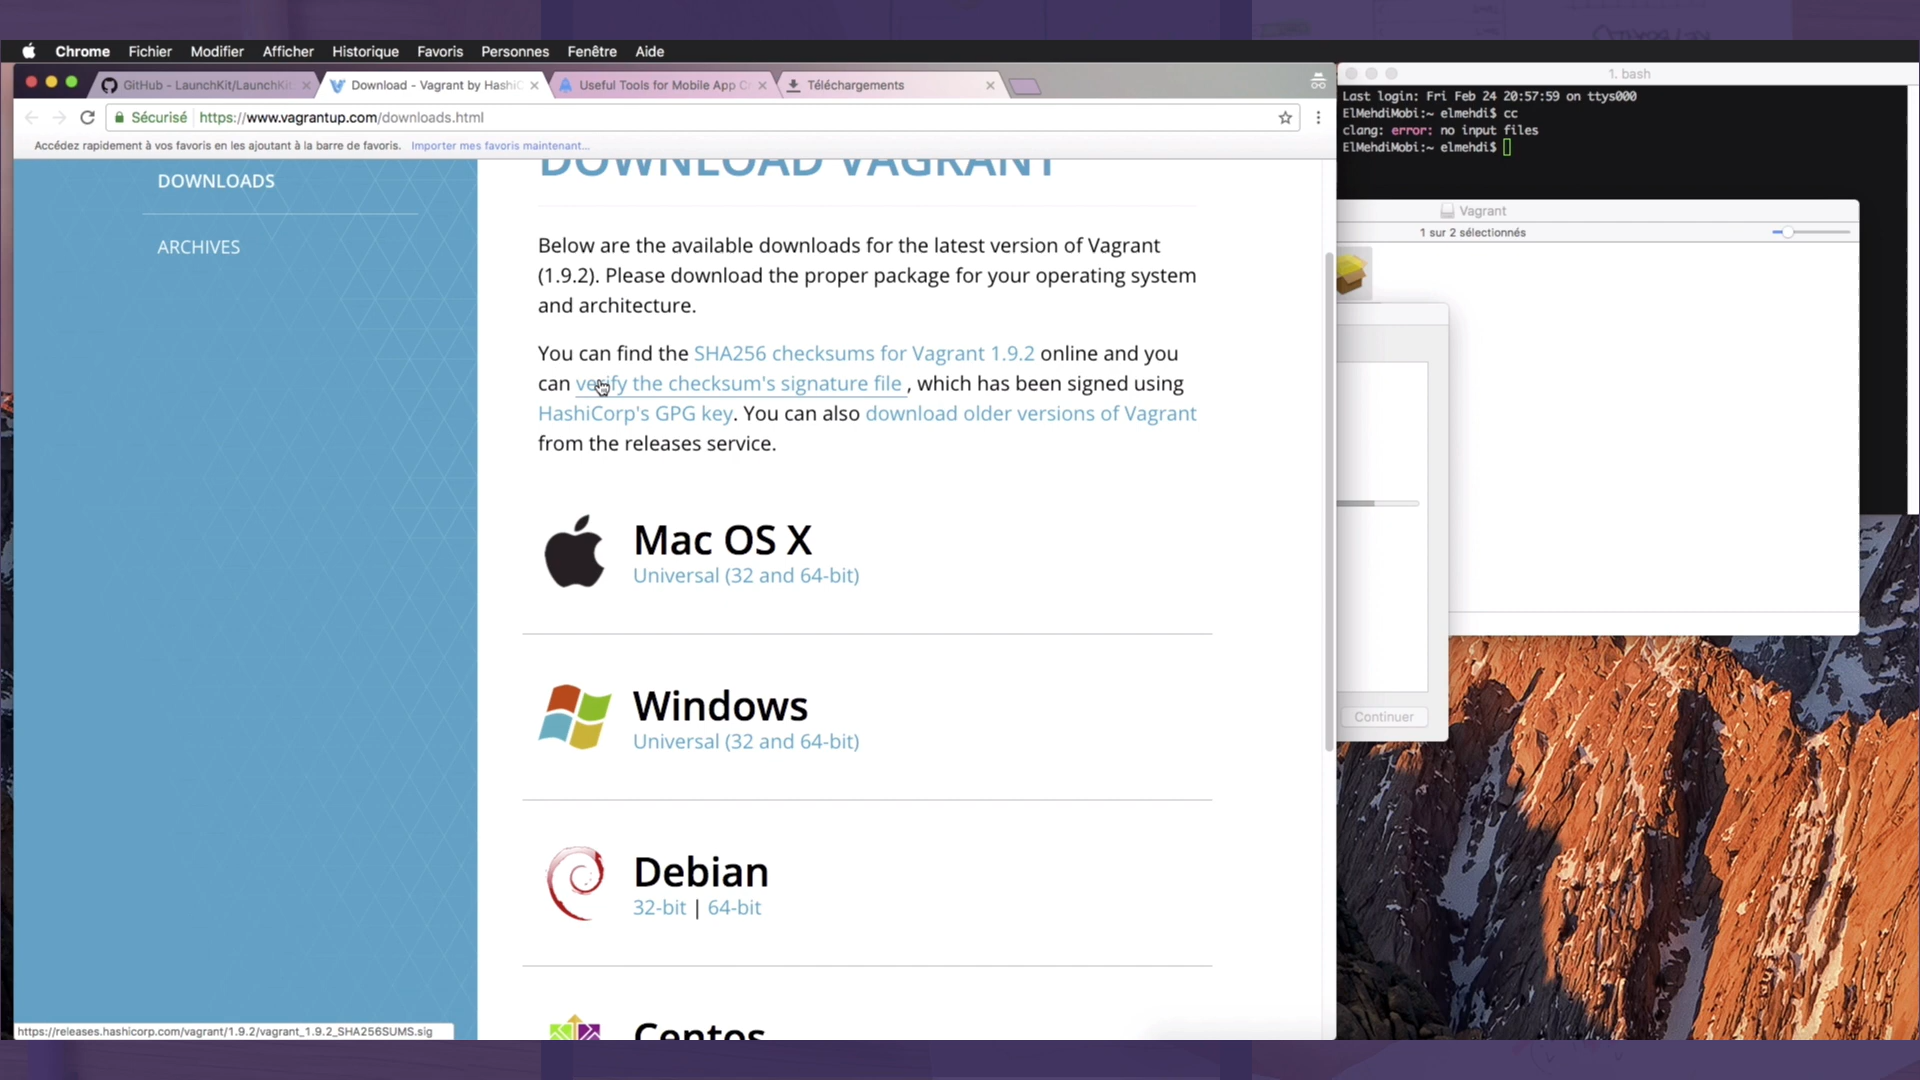 Chrome Fichier Modifier Afficher Historique Favoris Personnes Fenêtre Aide
GitHub - LaunchKit/LaunchKit
Download - Vagrant by HashiC
Useful Tools for Mobile App C
Téléchargements
Sécurisé https://www.vagrantup.com/downloads.html
Accédez rapidement à vos favoris en les ajoutant à la barre de favoris. Importer mes favoris maintenant...
DOWNLOADS
ARCHIVES
DOWNLOAD VAGRANT
Below are the available downloads for the latest version of Vagrant
(1.9.2). Please download the proper package for your operating system
and architecture.
You can find the SHA256 checksums for Vagrant 1.9.2 online and you
can verify the checksum's signature file , which has been signed using
HashiCorp's GPG key. You can also download older versions of Vagrant
from the releases service.
Mac OS X
Universal (32 and 64-bit)
Windows
Universal (32 and 64-bit)
Debian
32-bit | 64-bit
Centos
https://releases.hashicorp.com/vagrant/1.9.2/vagrant_1.9.2_SHA256SUMS.sig
1. bash
Last login: Fri Feb 24 20:57:59 on ttys000
ElMehdiMobi:~ elmehdi$ cc
clang: error: no input files
ElMehdiMobi:~ elmehdi$
Vagrant
1 sur 2 sélectionnés
Continuer